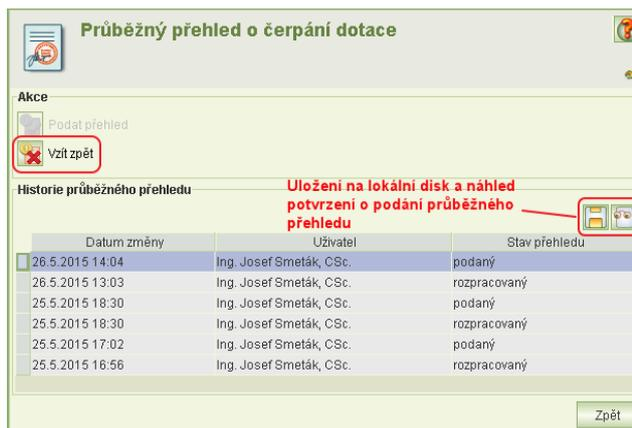 Průběžný přehled o čerpání dotace
Akce
Podat přehled
Vzít zpět
Historie průběžného přehledu
Uložení na lokální disk a náhled
potvrzení o podání průběžného
přehledu
Datum změny Uživatel Stav přehledu
26.5.2015 14:04 Ing. Josef Smeták, CSc. podaný
26.5.2015 13:03 Ing. Josef Smeták, CSc. rozpracovaný
25.5.2015 18:30 Ing. Josef Smeták, CSc. podaný
25.5.2015 18:30 Ing. Josef Smeták, CSc. rozpracovaný
25.5.2015 17:02 Ing. Josef Smeták, CSc. podaný
25.5.2015 16:56 Ing. Josef Smeták, CSc. rozpracovaný
Zpět